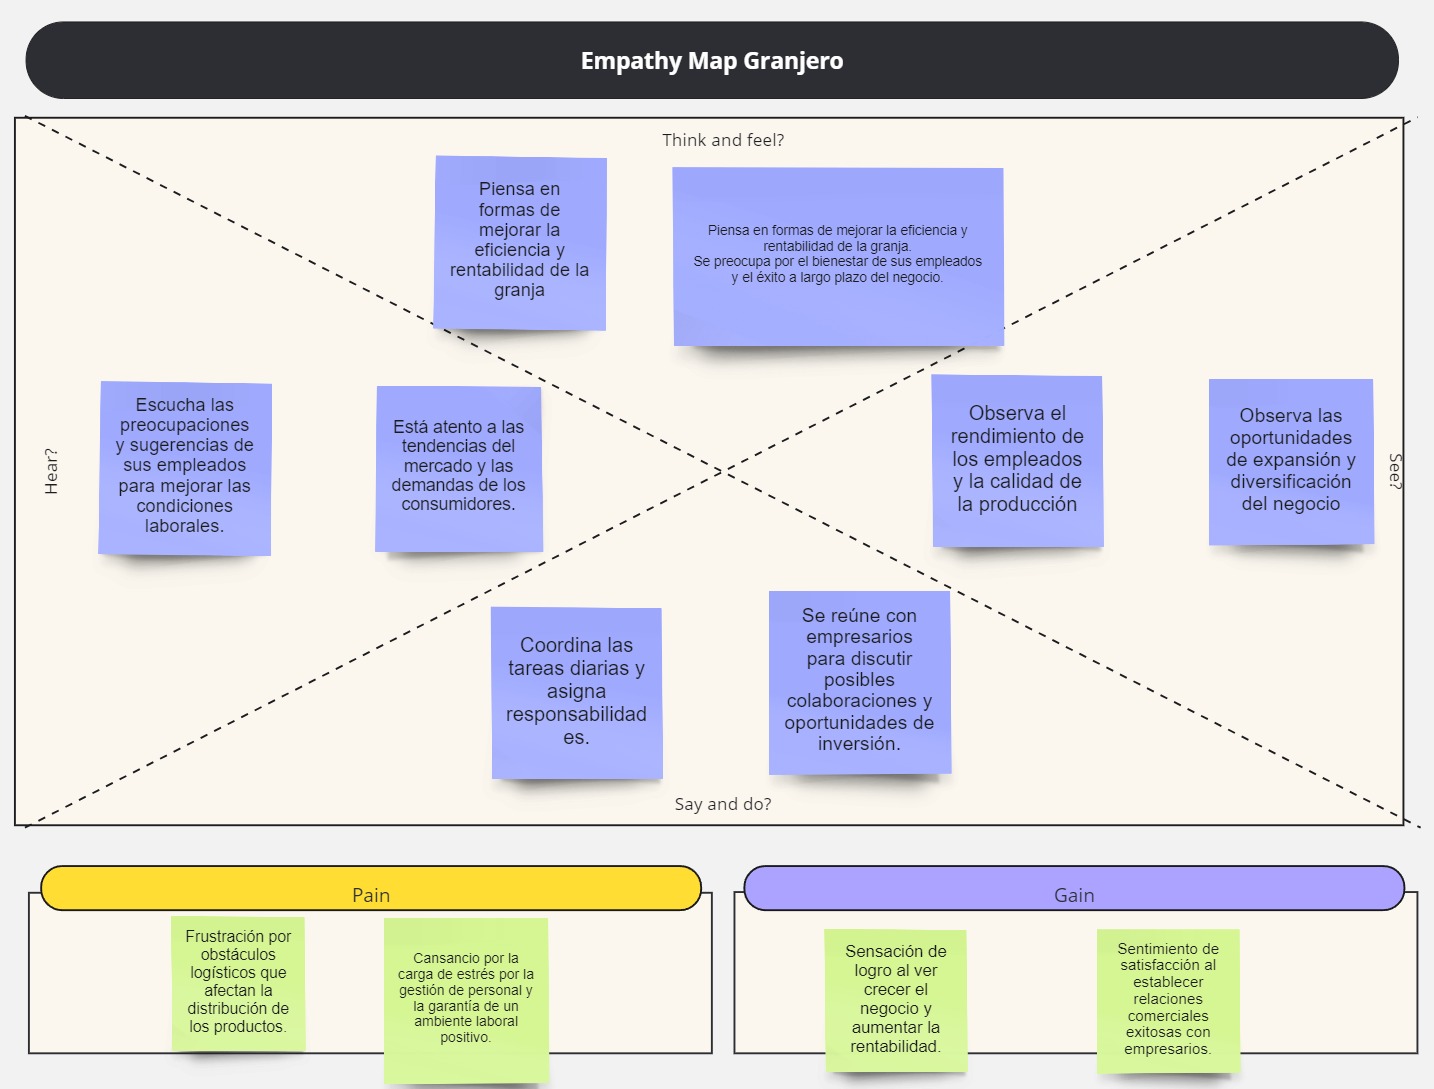 Empathy Map Granjero
Think and feel?
Piensa en
formas de
mejorar la
eficiencia y
rentabilidad de la
granja
Piensa en formas de mejorar la eficiencia y
rentabilidad de la granja.
Se preocupa por el bienestar de sus empleados
y el éxito a largo plazo del negocio.
Hear?
Escucha las
preocupaciones
y sugerencias de
sus empleados
para mejorar las
condiciones
laborales.
Está atento a las
tendencias del
mercado y las
demandas de los
consumidores.
Observa el
rendimiento de
los empleados
y la calidad de
la producción
Observa las
oportunidades
de expansión y
diversificación
del negocio
See?
Coordina las
tareas diarias y
asigna
responsabilidad
es.
Se reúne con
empresarios
para discutir
posibles
colaboraciones y
oportunidades de
inversión.
Say and do?
Pain
Frustración por
obstáculos
logísticos que
afectan la
distribución de
los productos.
Cansancio por la
carga de estrés por la
gestión de personal y
la garantía de un
ambiente laboral
positivo.
Gain
Sensación de
logro al ver
crecer el
negocio y
aumentar la
rentabilidad.
Sentimiento de
satisfacción al
establecer
relaciones
comerciales
exitosas con
empresarios.